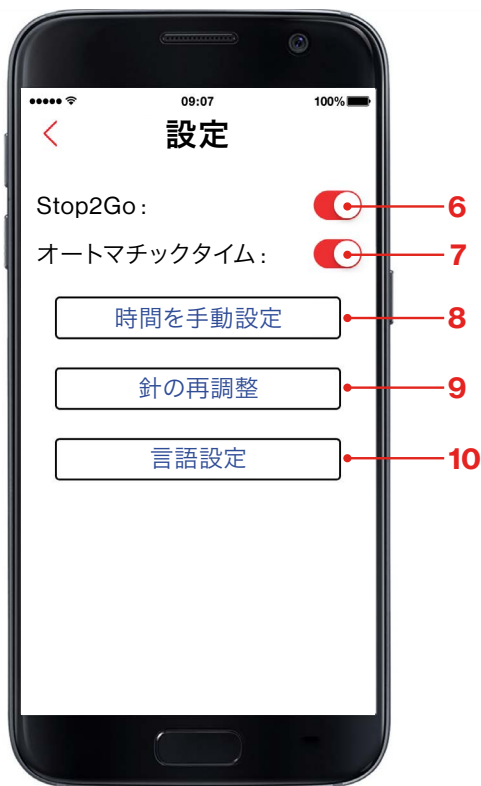 09:07
100%
設定
Stop2Go :
6
オートマチックタイム :
7
時間を手動設定
8
針の再調整
9
言語設定
10